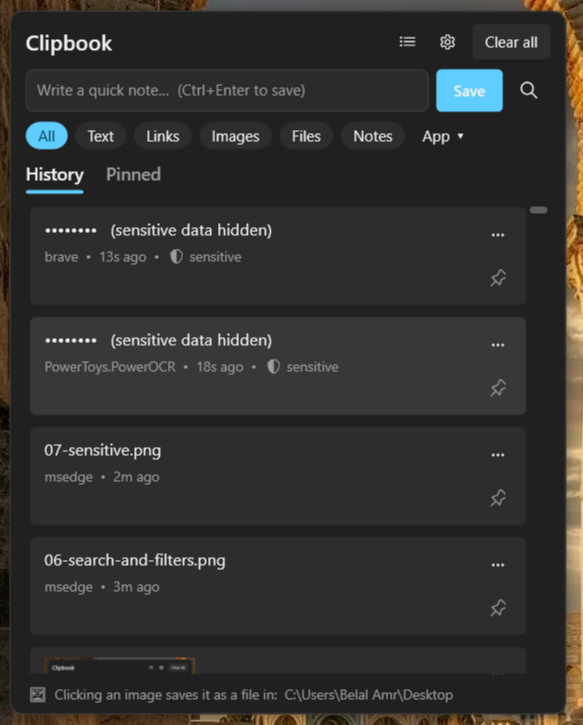 Clipbook
Clear all
Write a quick note... (Ctrl+Enter to save)
Save
All Text Links Images Files Notes App
History Pinned
•••••••• (sensitive data hidden)
brave • 13s ago • sensitive
•••••••• (sensitive data hidden)
PowerToys.PowerOCR • 18s ago • sensitive
07-sensitive.png
msedge • 2m ago
06-search-and-filters.png
msedge • 3m ago
Clipbook
Clear all
Clicking an image saves it as a file in: C:\Users\Belal Amr\Desktop